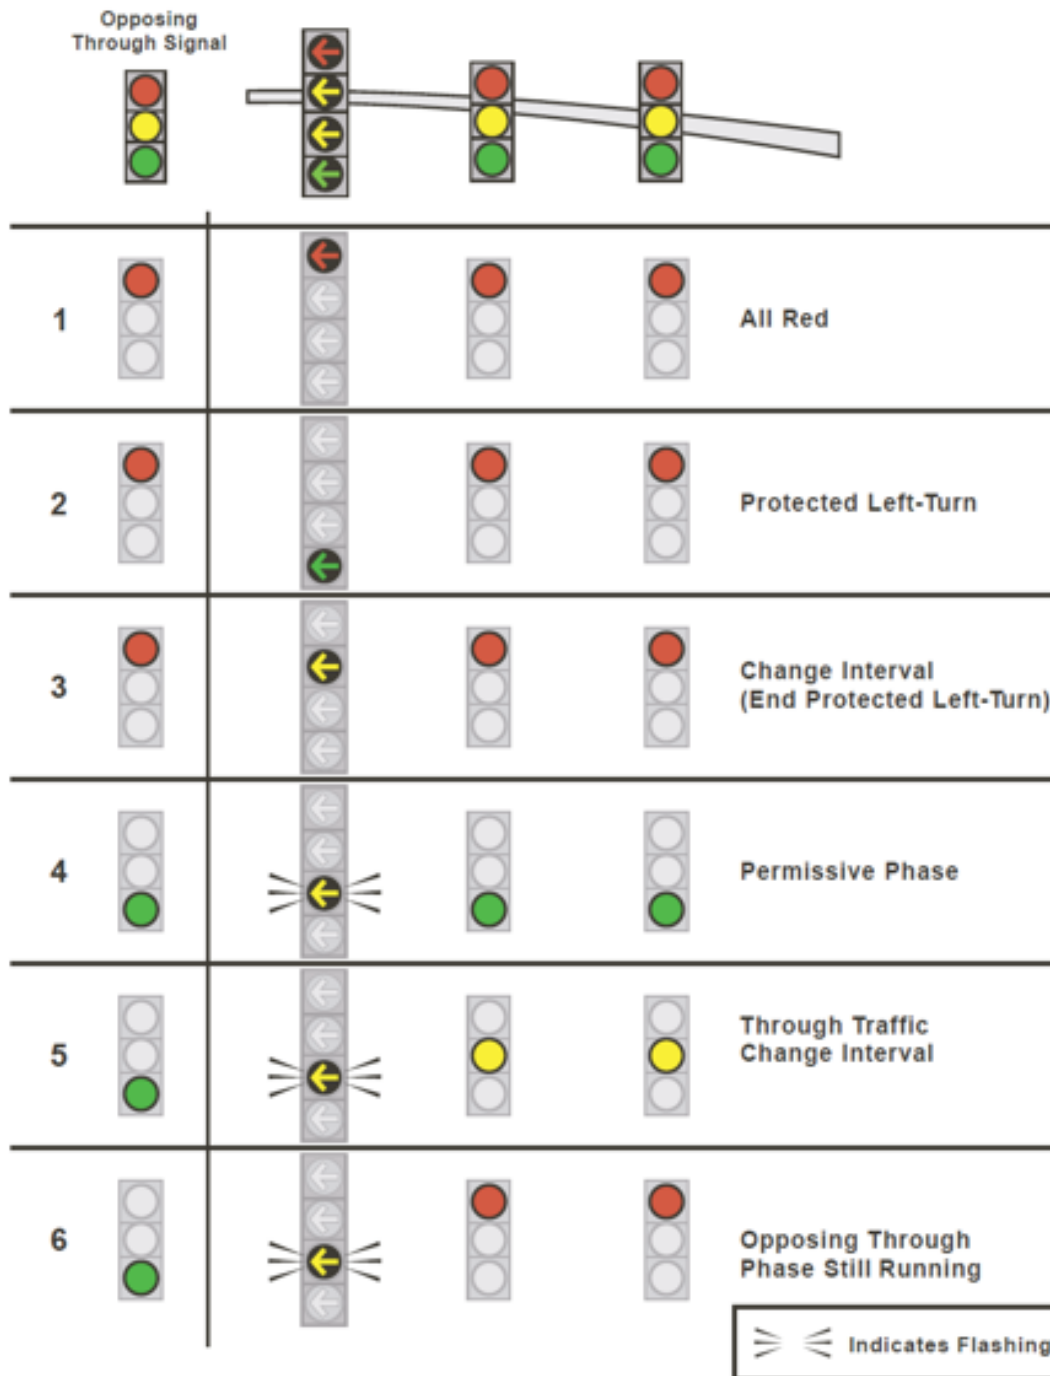 Opposing
Through Signal
1
All Red
2
Protected Left-Turn
3
Change Interval
(End Protected Left-Turn)
4
Permissive Phase
5
Through Traffic
Change Interval
6
Opposing Through
Phase Still Running
Indicates Flashing